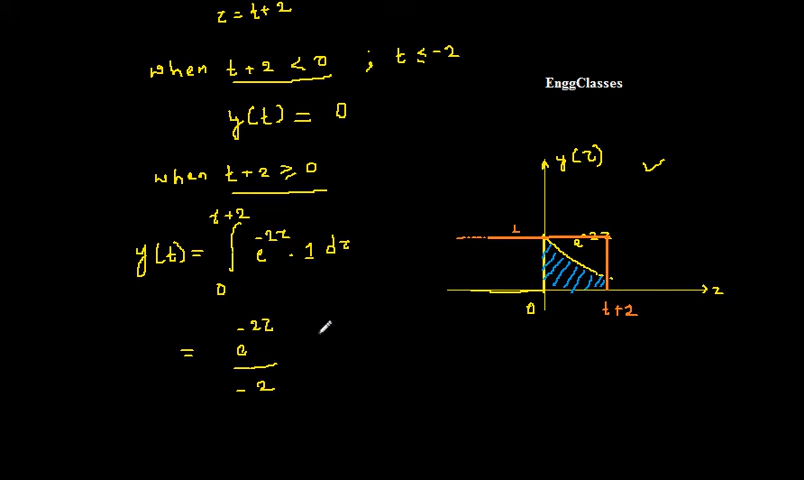 τ = t+2
when t+2 < 0 ; t ≤ -2
EnggClasses
y(t) = 0
y(τ) ✓
when t+2 ≥ 0
t+2
y(t) = ∫ e^-2τ · 1 dτ
0
1
e^-2τ
τ
0
t+2
= e^-2τ
-2